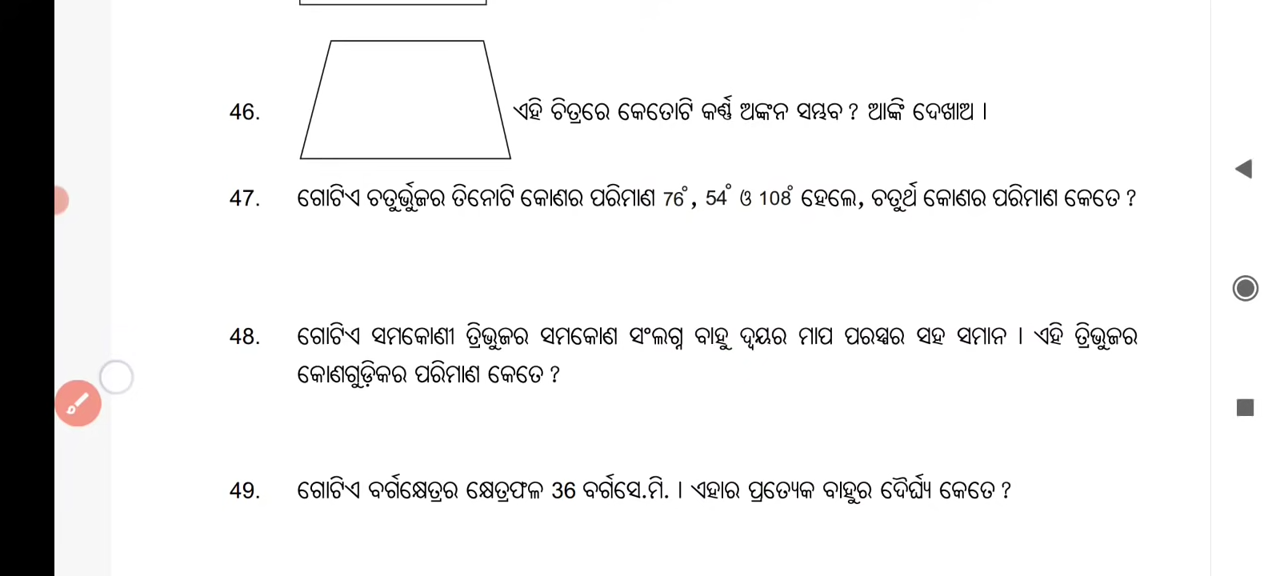 46. ଏହି ଚିତ୍ରରେ କେତୋଟି କର୍ଣ୍ଣ ଅଙ୍କନ ସମ୍ଭବ ? ଆଙ୍କି ଦେଖାଅ ।
47. ଗୋଟିଏ ଚତୁର୍ଭୁଜର ତିନୋଟି କୋଣର ପରିମାଣ 76°, 54° ଓ 108° ହେଲେ, ଚତୁର୍ଥ କୋଣର ପରିମାଣ କେତେ ?
48. ଗୋଟିଏ ସମକୋଣୀ ତ୍ରିଭୁଜର ସମକୋଣ ସଂଲଗ୍ନ ବାହୁ ଦ୍ୱୟର ମାପ ପରସ୍ପର ସହ ସମାନ । ଏହି ତ୍ରିଭୁଜର
କୋଣଗୁଡ଼ିକର ପରିମାଣ କେତେ ?
49. ଗୋଟିଏ ବର୍ଗକ୍ଷେତ୍ରର କ୍ଷେତ୍ରଫଳ 36 ବର୍ଗସେ.ମି. । ଏହାର ପ୍ରତ୍ୟେକ ବାହୁର ଦୈର୍ଘ୍ୟ କେତେ ?